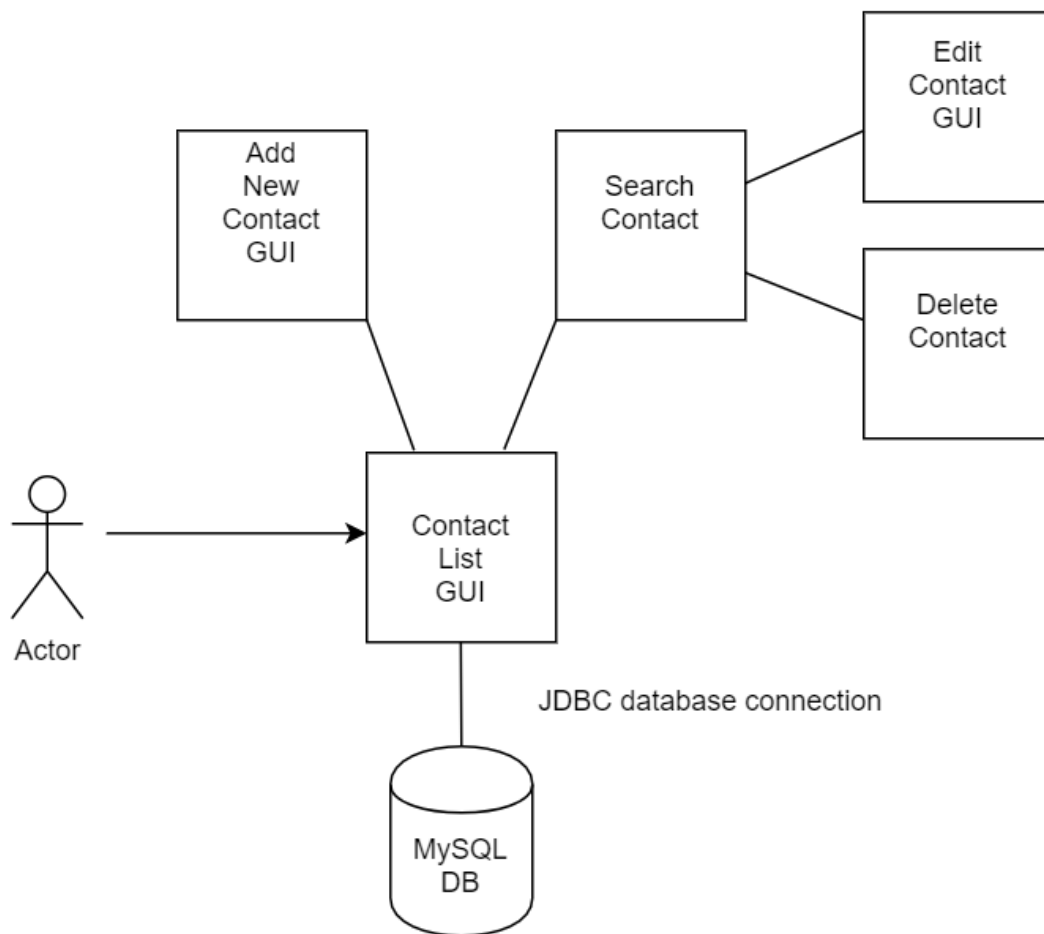 Edit
Contact
GUI
Add
New
Contact
GUI
Search
Contact
Delete
Contact
Contact
List
GUI
Actor
JDBC database connection
MySQL
DB